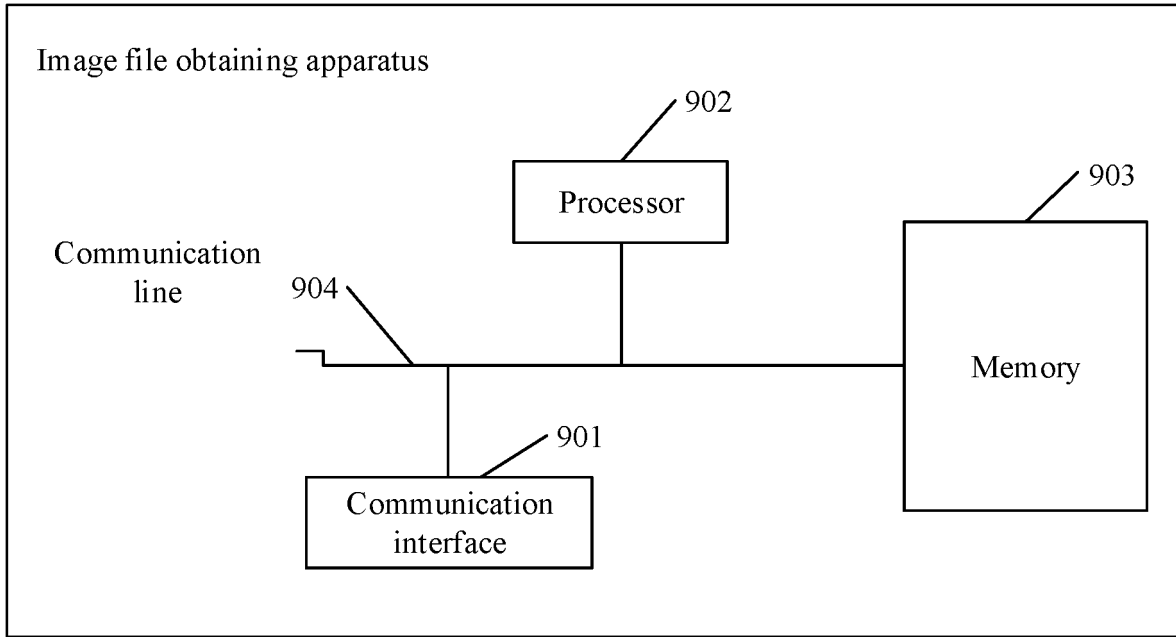 Image file obtaining apparatus
902
Processor
903
Communication
line
904
Memory
901
Communication
interface